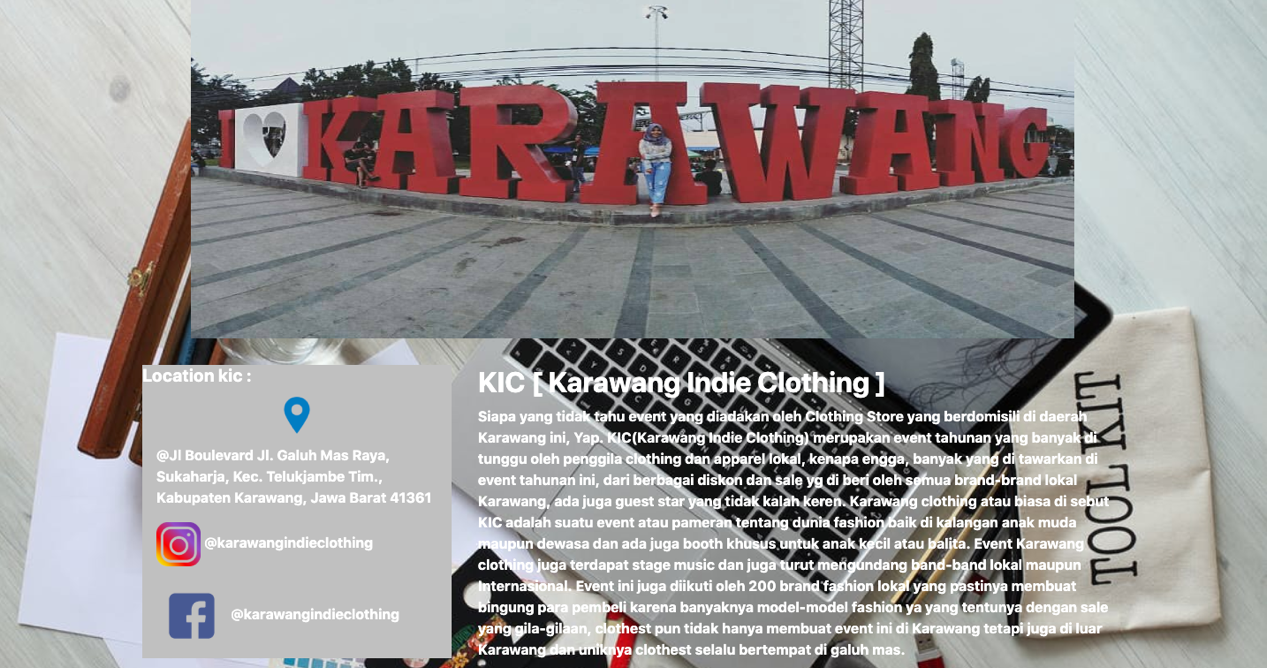 I KARAWANG
Location kic :
@Jl Boulevard Jl. Galuh Mas Raya,
Sukaharja, Kec. Telukjambe Tim.,
Kabupaten Karawang, Jawa Barat 41361
@karawangindieclothing
@karawangindieclothing
KIC [ Karawang Indie Clothing ]
Siapa yang tidak tahu event yang diadakan oleh Clothing Store yang berdomisili di daerah
Karawang ini, Yap. KIC(Karawang Indie Clothing) merupakan event tahunan yang banyak di
tunggu oleh penggila clothing dan apparel lokal, kenapa engga, banyak yang di tawarkan di
event tahunan ini, dari berbagai diskon dan sale yg di beri oleh semua brand-brand lokal
Karawang, ada juga guest star yang tidak kalah keren. Karawang clothing atau biasa di sebut
KIC adalah suatu event atau pameran tentang dunia fashion baik di kalangan anak muda
maupun dewasa dan ada juga booth khusus untuk anak kecil atau balita. Event Karawang
clothing juga terdapat stage music dan juga turut mengundang band-band lokal maupun
Internasional. Event ini juga diikuti oleh 200 brand fashion lokal yang pastinya membuat
bingung para pembeli karena banyaknya model-model fashion ya yang tentunya dengan sale
yang gila-gilaan, clothest pun tidak hanya membuat event ini di Karawang tetapi juga di luar
Karawang dan uniknya clothest selalu bertempat di galuh mas.
TOOL KIT